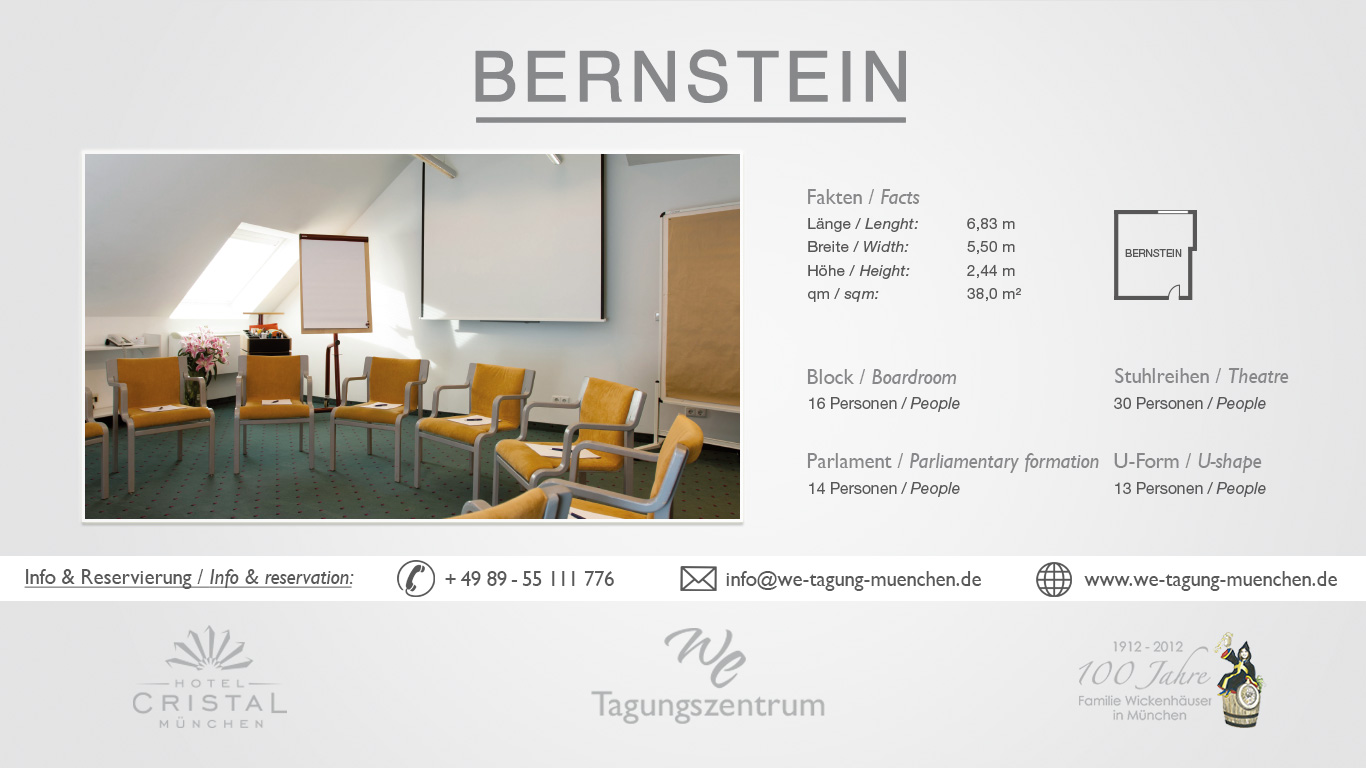 BERNSTEIN
Fakten / Facts
Länge / Lenght: 6,83 m
Breite / Width: 5,50 m
Höhe / Height: 2,44 m
qm / sqm: 38,0 m²
BERNSTEIN
Block / Boardroom
16 Personen / People
Stuhlreihen / Theatre
30 Personen / People
Parlament / Parliamentary formation
14 Personen / People
U-Form / U-shape
13 Personen / People
Info & Reservierung / Info & reservation:
+ 49 89 - 55 111 776
info@we-tagung-muenchen.de
www.we-tagung-muenchen.de
HOTEL
CRISTAL
MÜNCHEN
We
Tagungszentrum
1912 - 2012
100 Jahre
Familie Wickenhäuser
in München